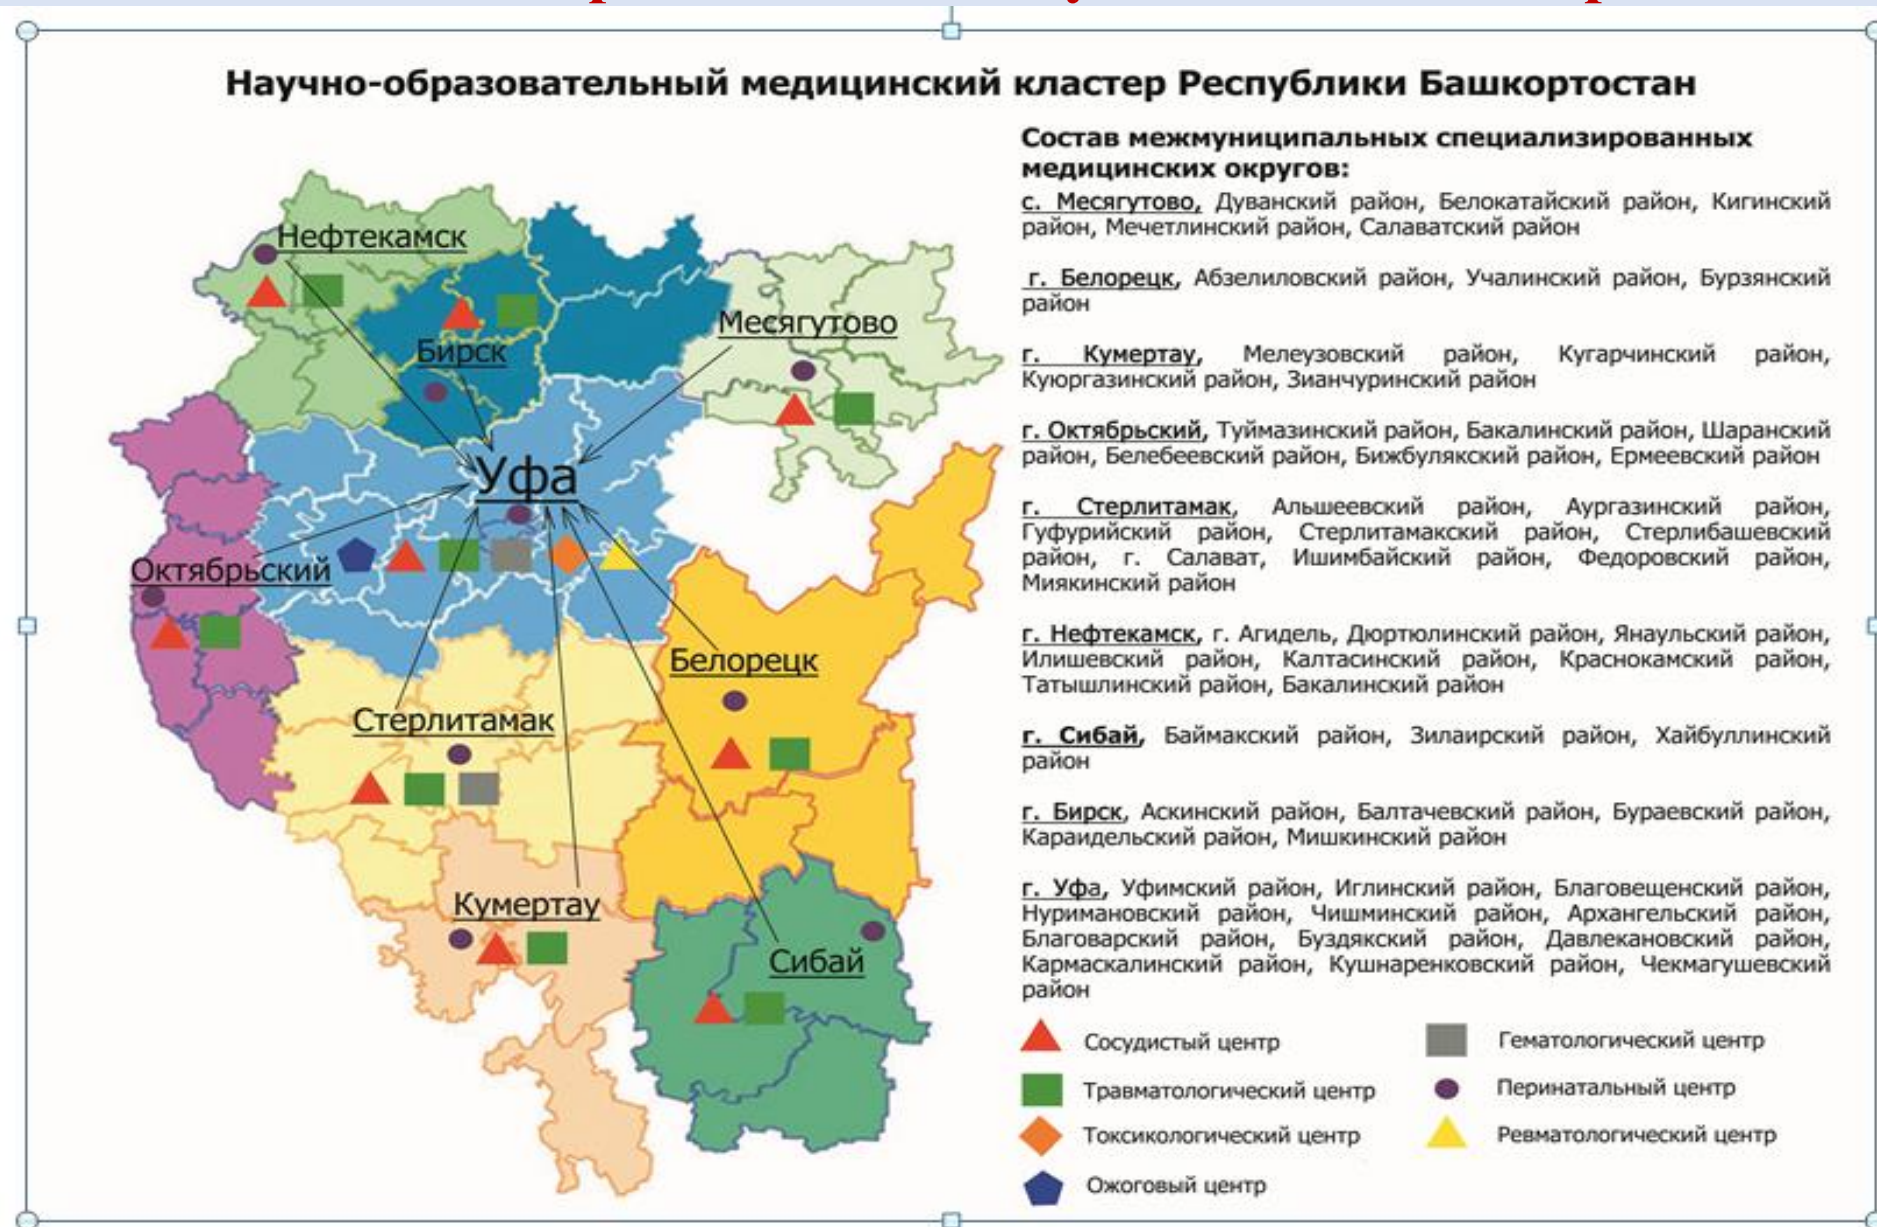 Научно-образовательный медицинский кластер Республики Башкортостан
Состав межмуниципальных специализированных
медицинских округов:
с. Месягутово, Дуванский район, Белокатайский район, Кигинский
район, Мечетлинский район, Салаватский район
г. Белорецк, Абзелиловский район, Учалинский район, Бурзянский
район
г. Кумертау, Мелеузовский район, Кугарчинский район,
Куюргазинский район, Зианчуринский район
г. Октябрьский, Туймазинский район, Бакалинский район, Шаранский
район, Белебеевский район, Бижбулякский район, Ермеевский район
г. Стерлитамак, Альшеевский район, Аургазинский район,
Гуфурийский район, Стерлитамакский район, Стерлибашевский
район, г. Салават, Ишимбайский район, Федоровский район,
Миякинский район
г. Нефтекамск, г. Агидель, Дюртюлинский район, Янаульский район,
Илишевский район, Калтасинский район, Краснокамский район,
Татышлинский район, Бакалинский район
г. Сибай, Баймакский район, Зилаирский район, Хайбуллинский
район
г. Бирск, Аскинский район, Балтачевский район, Бураевский район,
Караидельский район, Мишкинский район
г. Уфа, Уфимский район, Иглинский район, Благовещенский район,
Нуримановский район, Чишминский район, Архангельский район,
Благоварский район, Буздякский район, Давлекановский район,
Кармаскалинский район, Кушнаренковский район, Чекмагушевский
район
Нефтекамск
Месягутово
Бирск
Уфа
Октябрьский
Белорецк
Стерлитамак
Кумертау
Сибай
Сосудистый центр
Гематологический центр
Травматологический центр
Перинатальный центр
Токсикологический центр
Ревматологический центр
Ожоговый центр